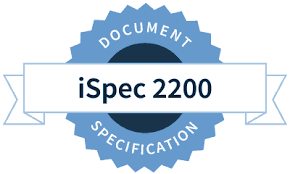 DOCUMENT
iSpec 2200
SPECIFICATION